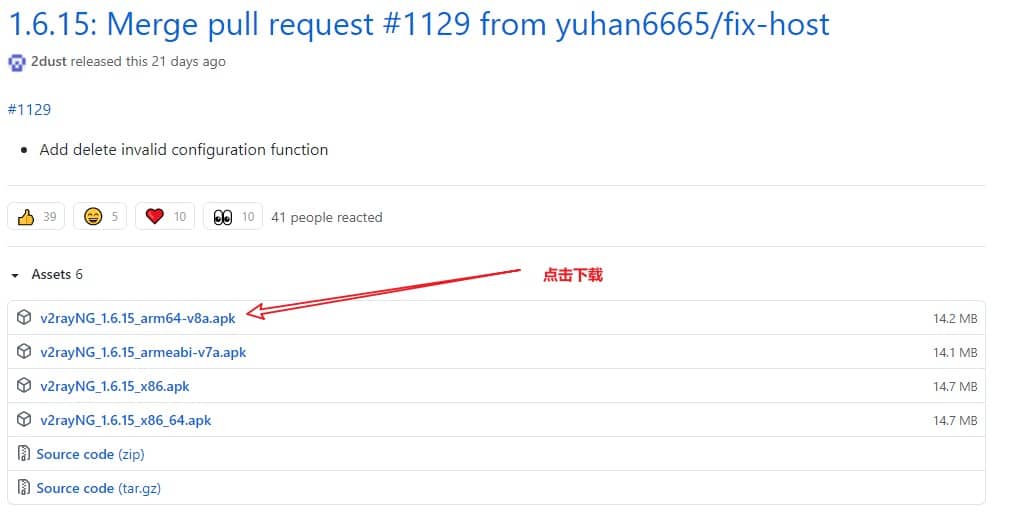 1.6.15: Merge pull request #1129 from yuhan6665/fix-host
2dust released this 21 days ago
#1129
Add delete invalid configuration function
39 5 10 10 41 people reacted
Assets 6
点击下载
v2rayNG_1.6.15_arm64-v8a.apk 14.2 MB
v2rayNG_1.6.15_armeabi-v7a.apk 14.1 MB
v2rayNG_1.6.15_x86.apk 14.7 MB
v2rayNG_1.6.15_x86_64.apk 14.7 MB
Source code (zip)
Source code (tar.gz)